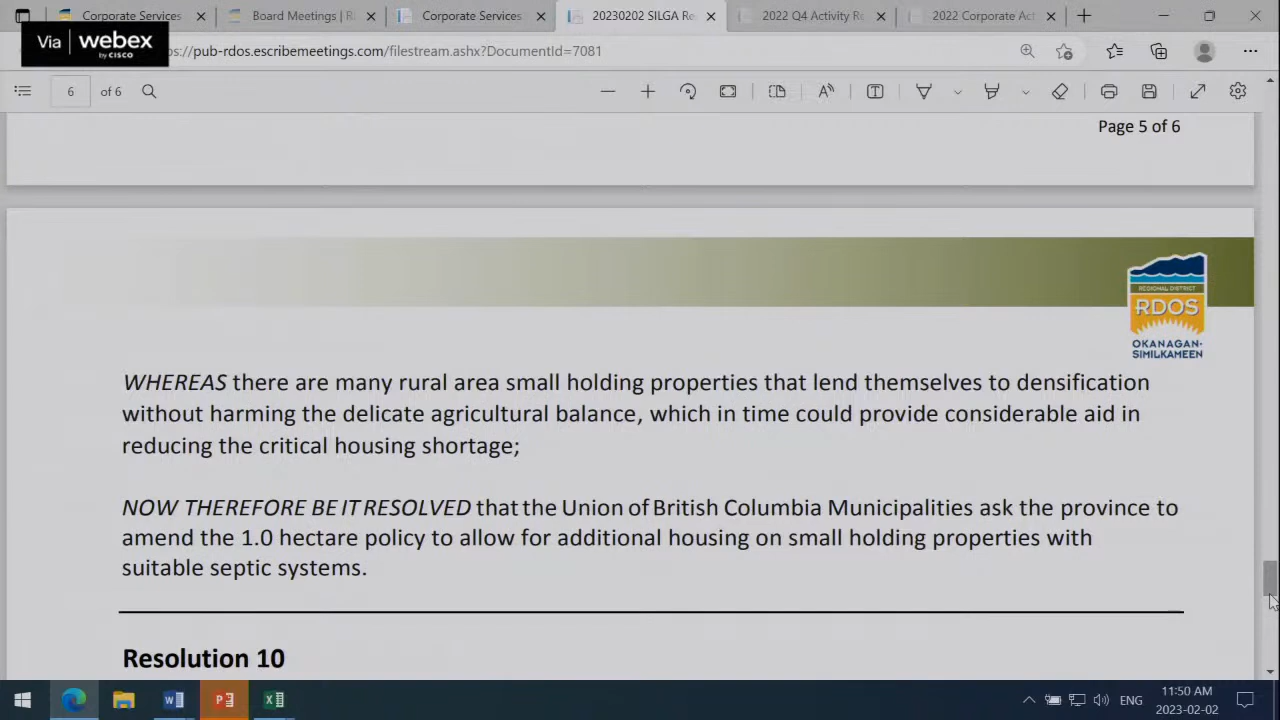 Corporate Services
Board Meetings | R
Corporate Services
20230202 SILGA Re
2022 Q4 Activity Re
2022 Corporate Act
Via webex
by CISCO
s://pub-rdos.escribemeetings.com/filestream.ashx?DocumentId=7081
6 of 6
Page 5 of 6
REGIONAL DISTRICT
RDOS
OKANAGAN-
SIMILKAMEEN
WHEREAS there are many rural area small holding properties that lend themselves to densification
without harming the delicate agricultural balance, which in time could provide considerable aid in
reducing the critical housing shortage;
NOW THEREFORE BE IT RESOLVED that the Union of British Columbia Municipalities ask the province to
amend the 1.0 hectare policy to allow for additional housing on small holding properties with
suitable septic systems.
Resolution 10
ENG
11:50 AM
2023-02-02